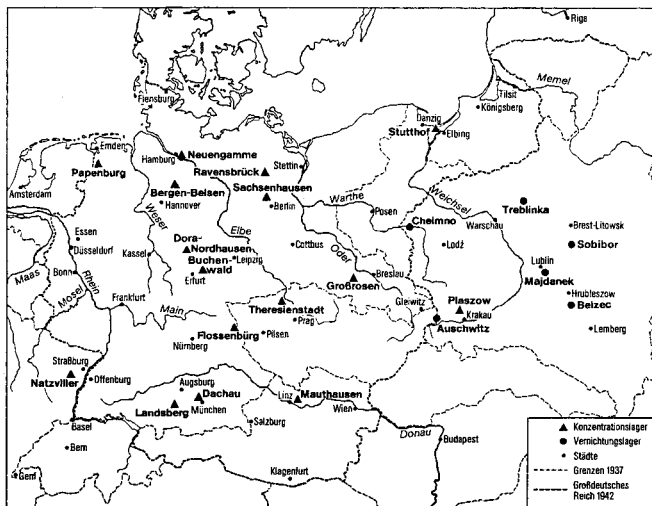 Riga
Memel
Tilsit
Königsberg
Flensburg
Danzig
Stutthof
Elbing
Emden
Papenburg
Hamburg
Neuengamme
Ravensbrück
Stettin
Sachsenhausen
Bergen-Belsen
Hannover
Berlin
Amsterdam
Weser
Elbe
Warthe
Posen
Weichsel
Chelmno
Warschau
Treblinka
Brest-Litowsk
Sobibor
Essen
Düsseldorf
Dora-
Nordhausen
Buchen-
wald
Leipzig
Cottbus
Oder
Lodź
Lublin
Majdanek
Maas
Bonn
Rhein
Kassel
Erfurt
Großrosen
Breslau
Hrubieszow
Mosel
Frankfurt
Main
Theresienstadt
Prag
Gleiwitz
Plaszow
Krakau
Belzec
Auschwitz
Lemberg
Flossenbürg
Pilsen
Nürnberg
Straßburg
Offenburg
Natzviller
Augsburg
Dachau
München
Landsberg
Linz
Mauthausen
Wien
Salzburg
Basel
Bern
Genf
Donau
Budapest
Klagenfurt
Konzentrationslager
Vernichtungslager
Städte
Grenzen 1937
Großdeutsches
Reich 1942